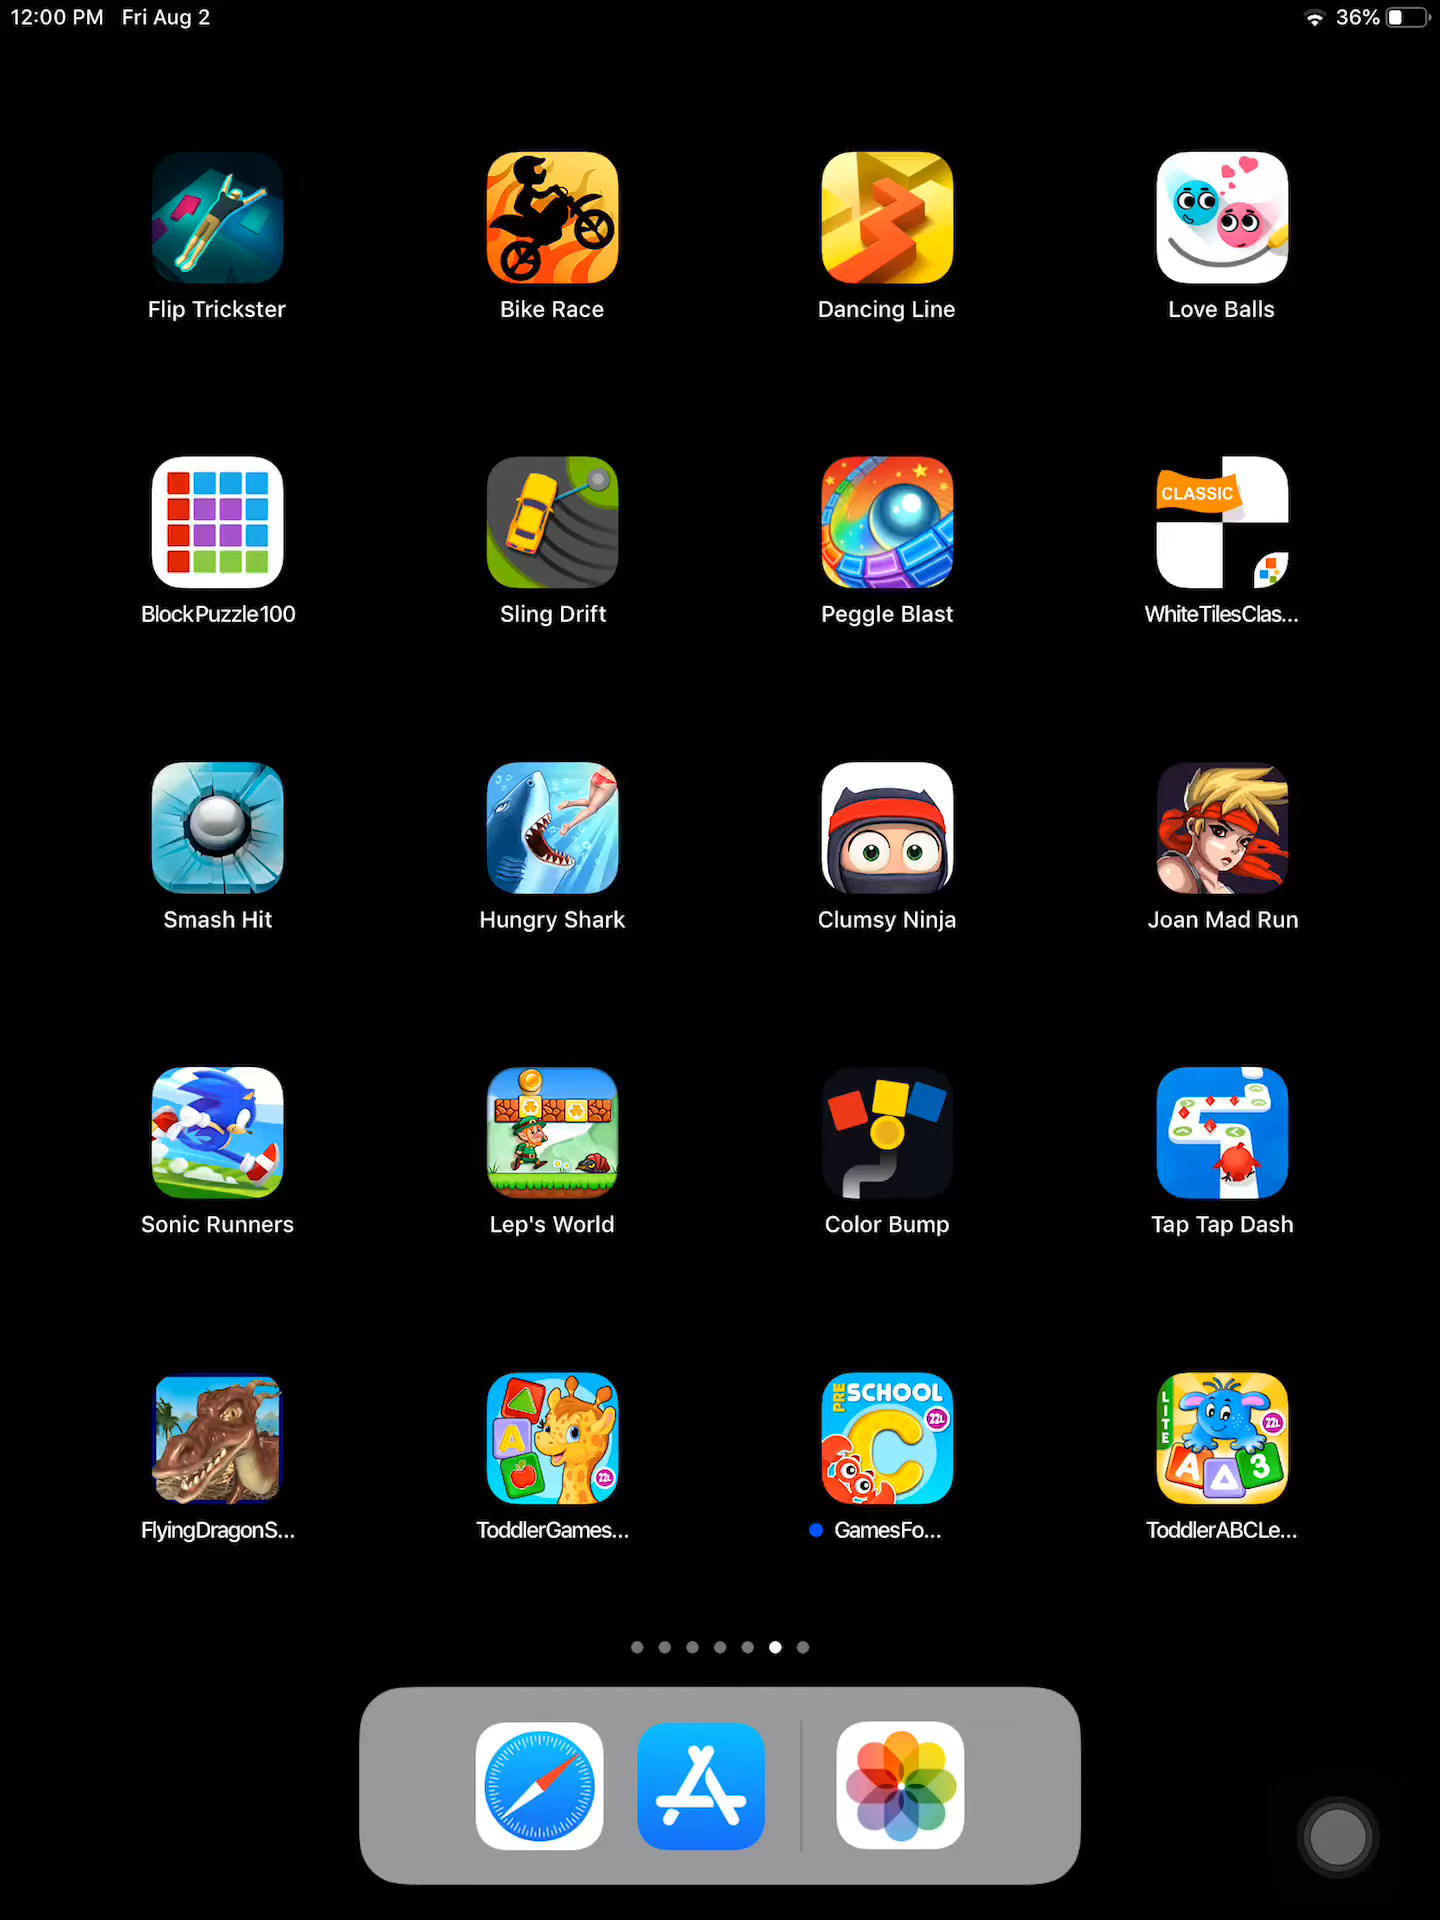 12:00 PM Fri Aug 2 36%
Flip Trickster Bike Race Dancing Line Love Balls
CLASSIC
BlockPuzzle100 Sling Drift Peggle Blast WhiteTilesClas...
Smash Hit Hungry Shark Clumsy Ninja Joan Mad Run
Sonic Runners Lep's World Color Bump Tap Tap Dash
A
PRE SCHOOL
C
LITE
A 3
FlyingDragonS... ToddlerGames... GamesFo... ToddlerABCLe...